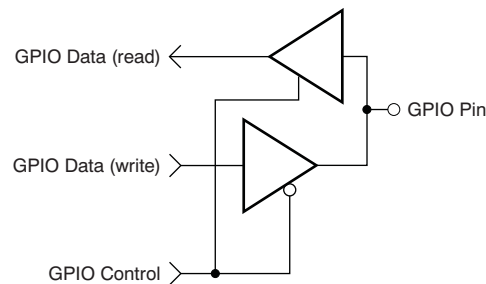 GPIO Data (read)
GPIO Pin
GPIO Data (write)
GPIO Control